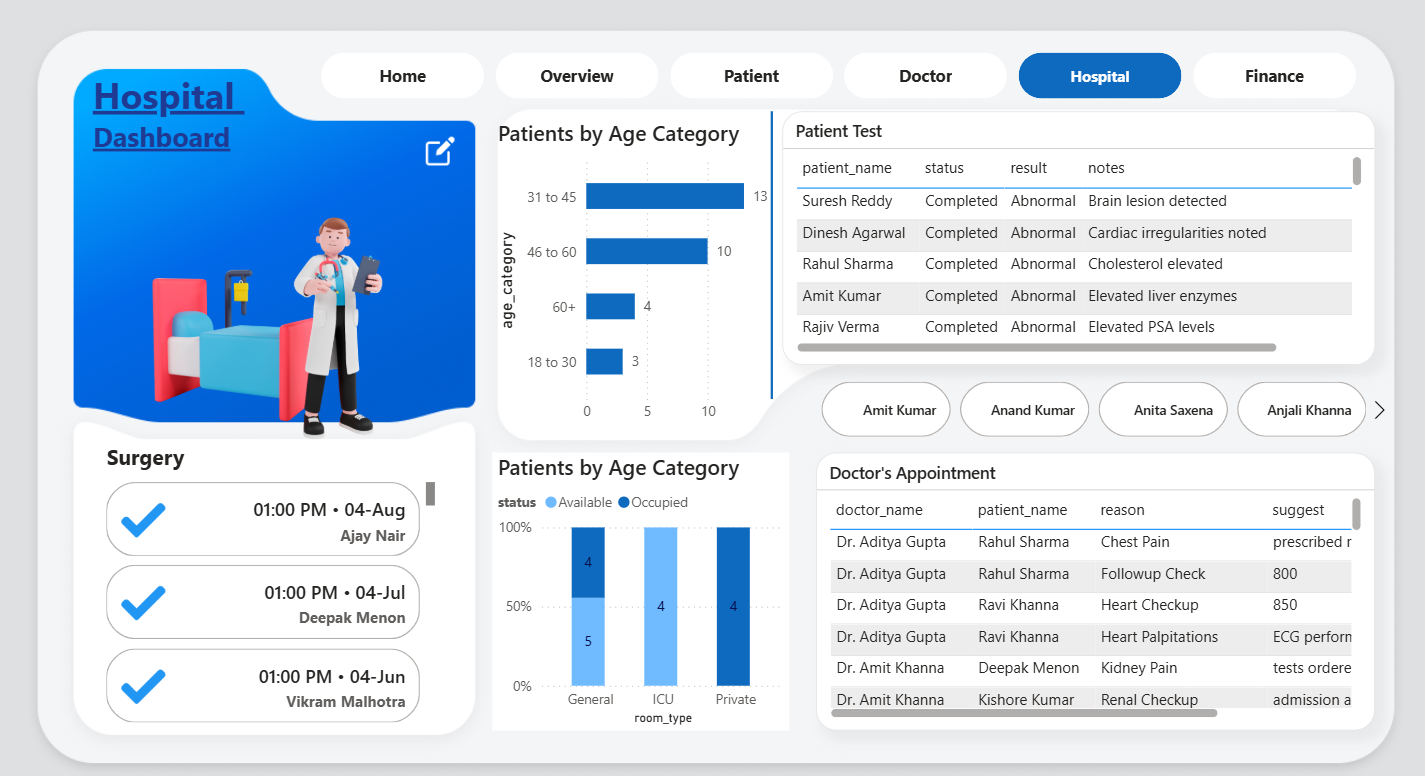 Home Overview Patient Doctor Hospital Finance
Hospital
Dashboard
Surgery
01:00 PM • 04-Aug
Ajay Nair
01:00 PM • 04-Jul
Deepak Menon
01:00 PM • 04-Jun
Vikram Malhotra
Patients by Age Category
age_category
31 to 45 13
46 to 60 10
60+ 4
18 to 30 3
0 5 10
Patients by Age Category
status Available Occupied
100%
50%
0%
4
5
4
4
General ICU Private
room_type
Patient Test
patient_name status result notes
Suresh Reddy Completed Abnormal Brain lesion detected
Dinesh Agarwal Completed Abnormal Cardiac irregularities noted
Rahul Sharma Completed Abnormal Cholesterol elevated
Amit Kumar Completed Abnormal Elevated liver enzymes
Rajiv Verma Completed Abnormal Elevated PSA levels
Amit Kumar Anand Kumar Anita Saxena Anjali Khanna
Doctor's Appointment
doctor_name patient_name reason suggest
Dr. Aditya Gupta Rahul Sharma Chest Pain prescribed r
Dr. Aditya Gupta Rahul Sharma Followup Check 800
Dr. Aditya Gupta Ravi Khanna Heart Checkup 850
Dr. Aditya Gupta Ravi Khanna Heart Palpitations ECG perforn
Dr. Amit Khanna Deepak Menon Kidney Pain tests ordere
Dr. Amit Khanna Kishore Kumar Renal Checkup admission a